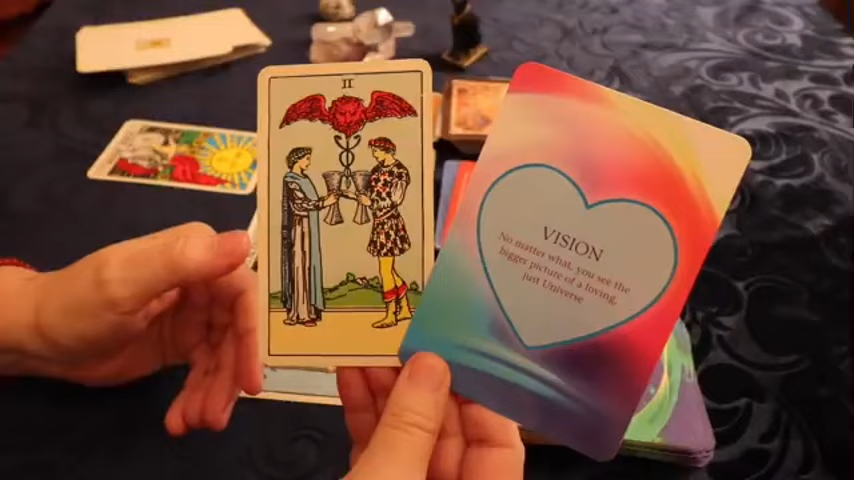 II
VISION
No matter what, you see the
bigger picture of a loving,
just Universe